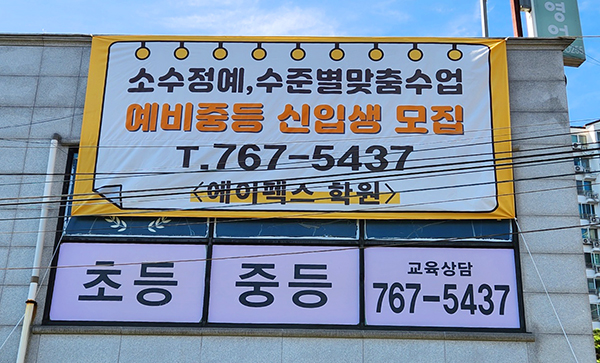 소수정예, 수준별맞춤수업
예비중등 신입생 모집
T.767-5437
<에이펙스 학원>
초등
중등
교육상담
767-5437